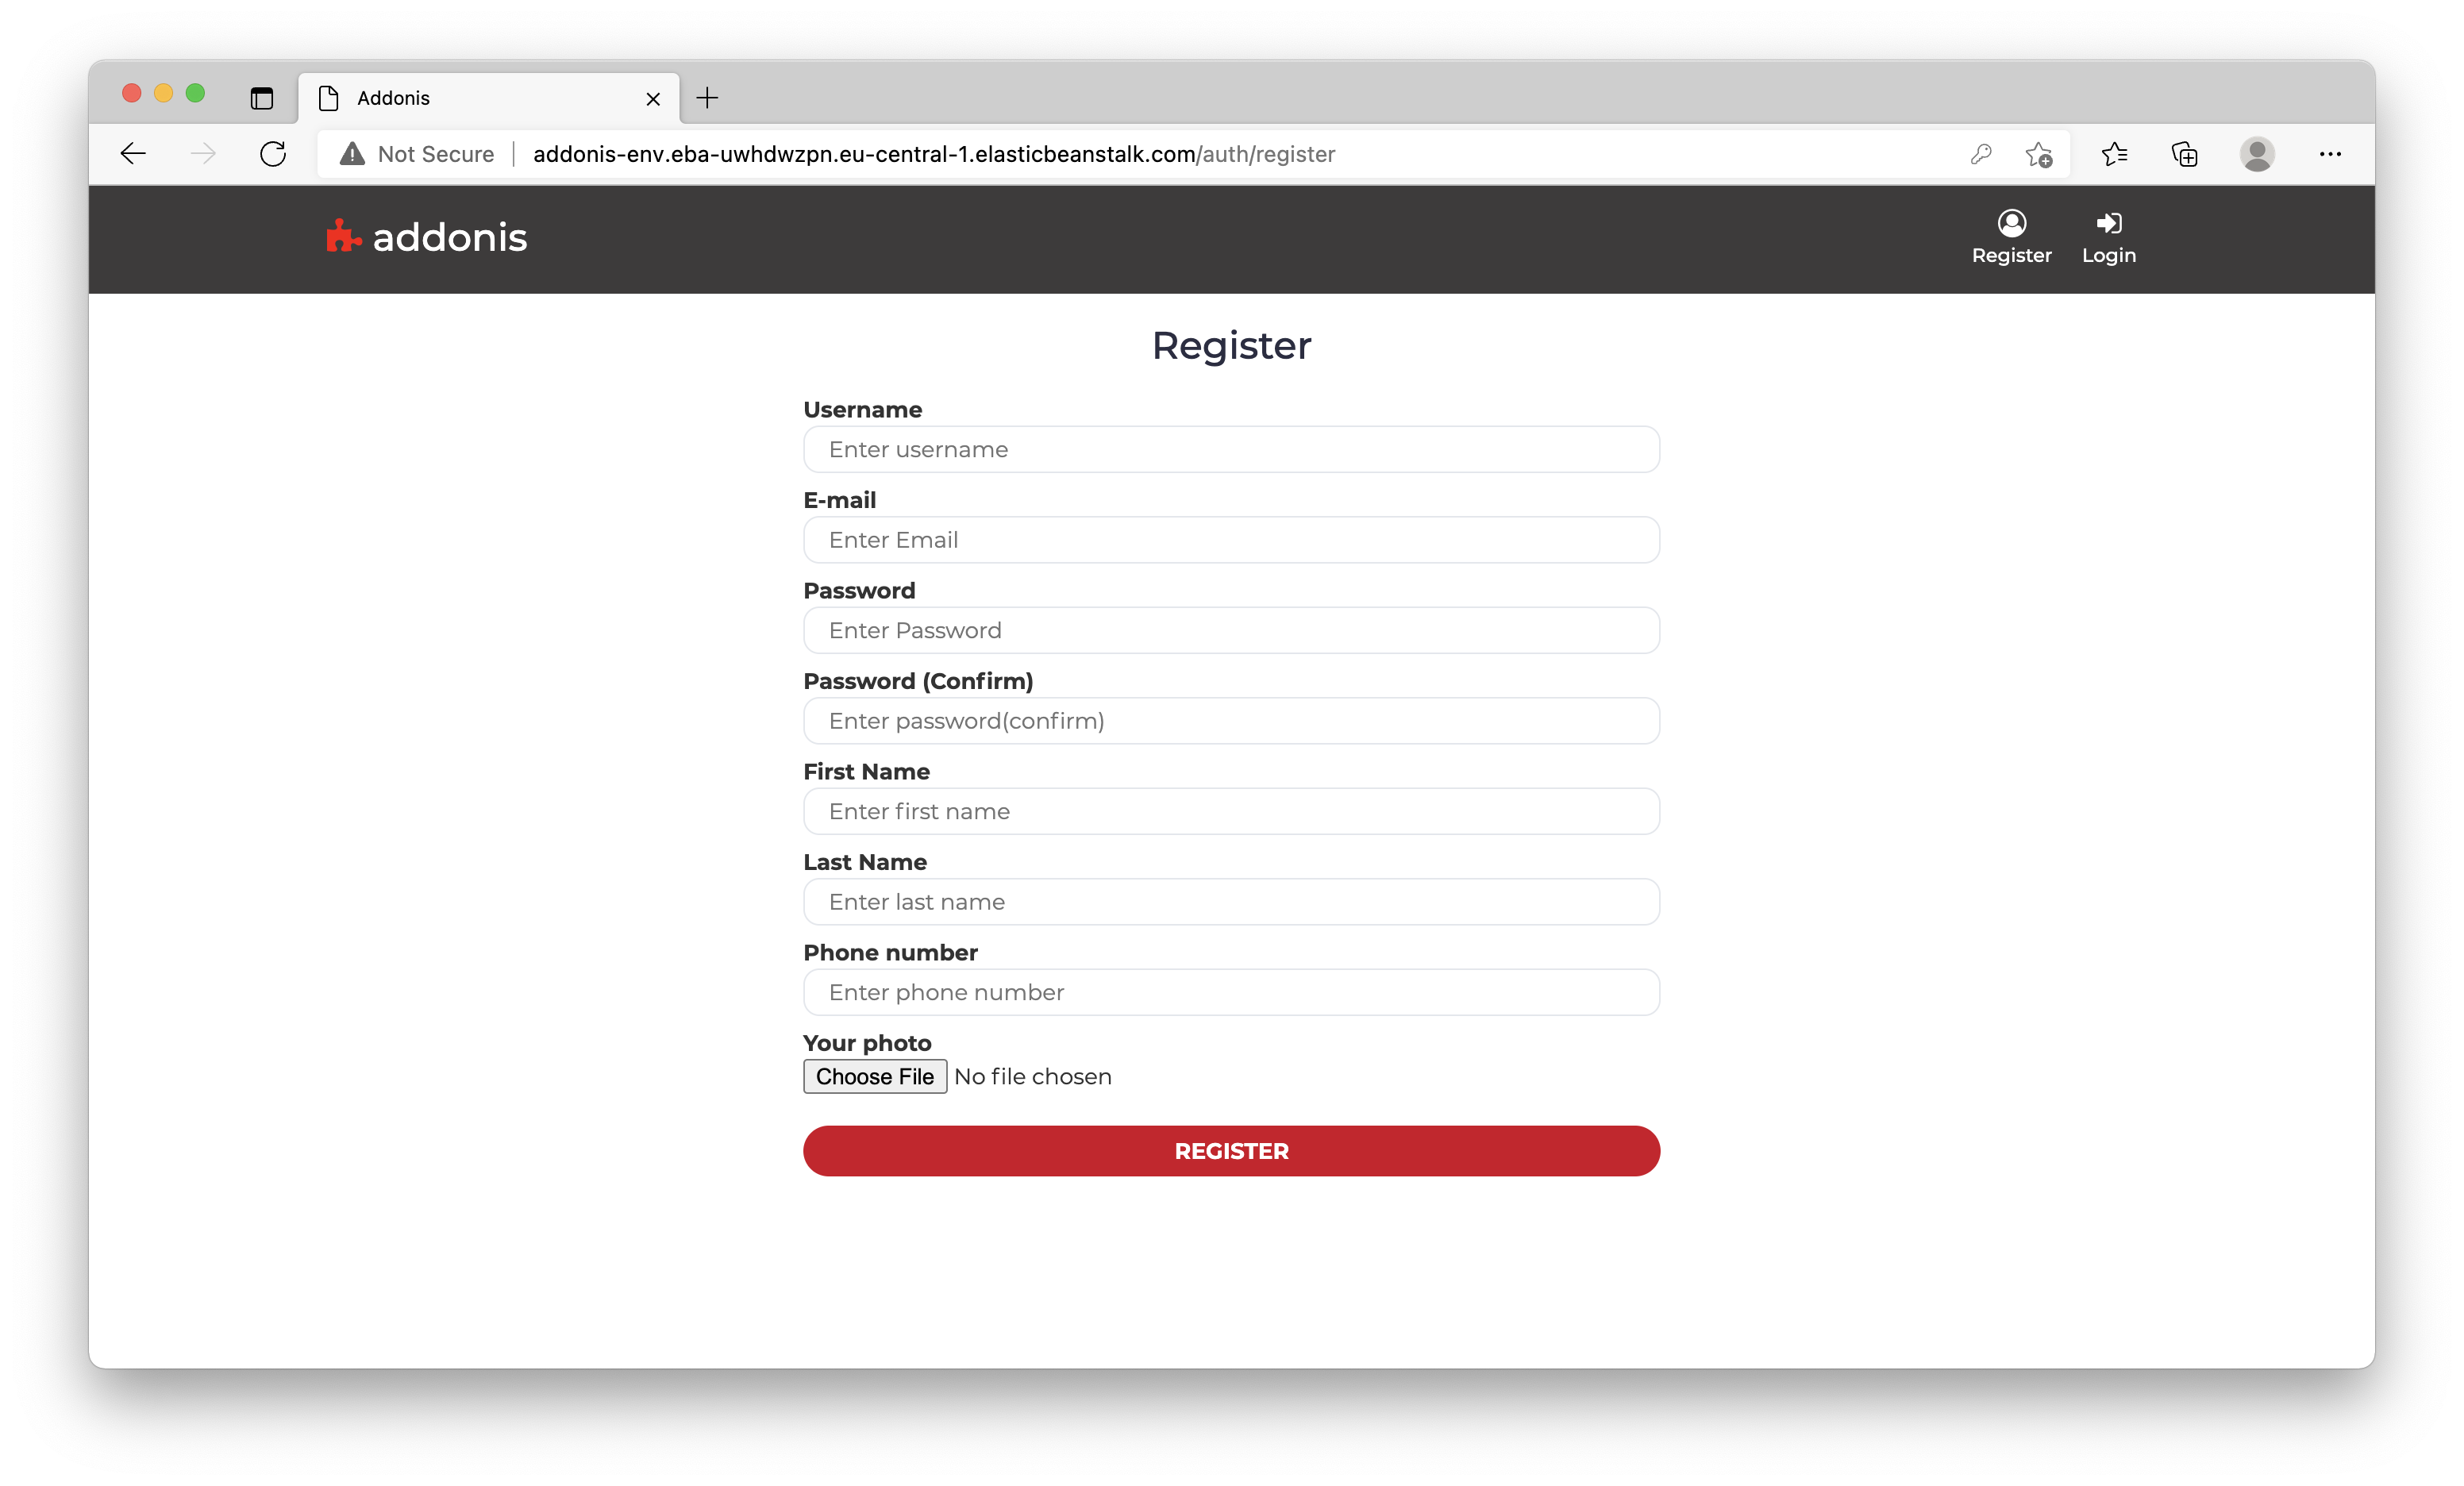 Addonis
Not Secure addonis-env.eba-uwhdwzpn.eu-central-1.elasticbeanstalk.com/auth/register
addonis
Register Login
Register
Username
Enter username
E-mail
Enter Email
Password
Enter Password
Password (Confirm)
Enter password(confirm)
First Name
Enter first name
Last Name
Enter last name
Phone number
Enter phone number
Your photo
Choose File No file chosen
REGISTER